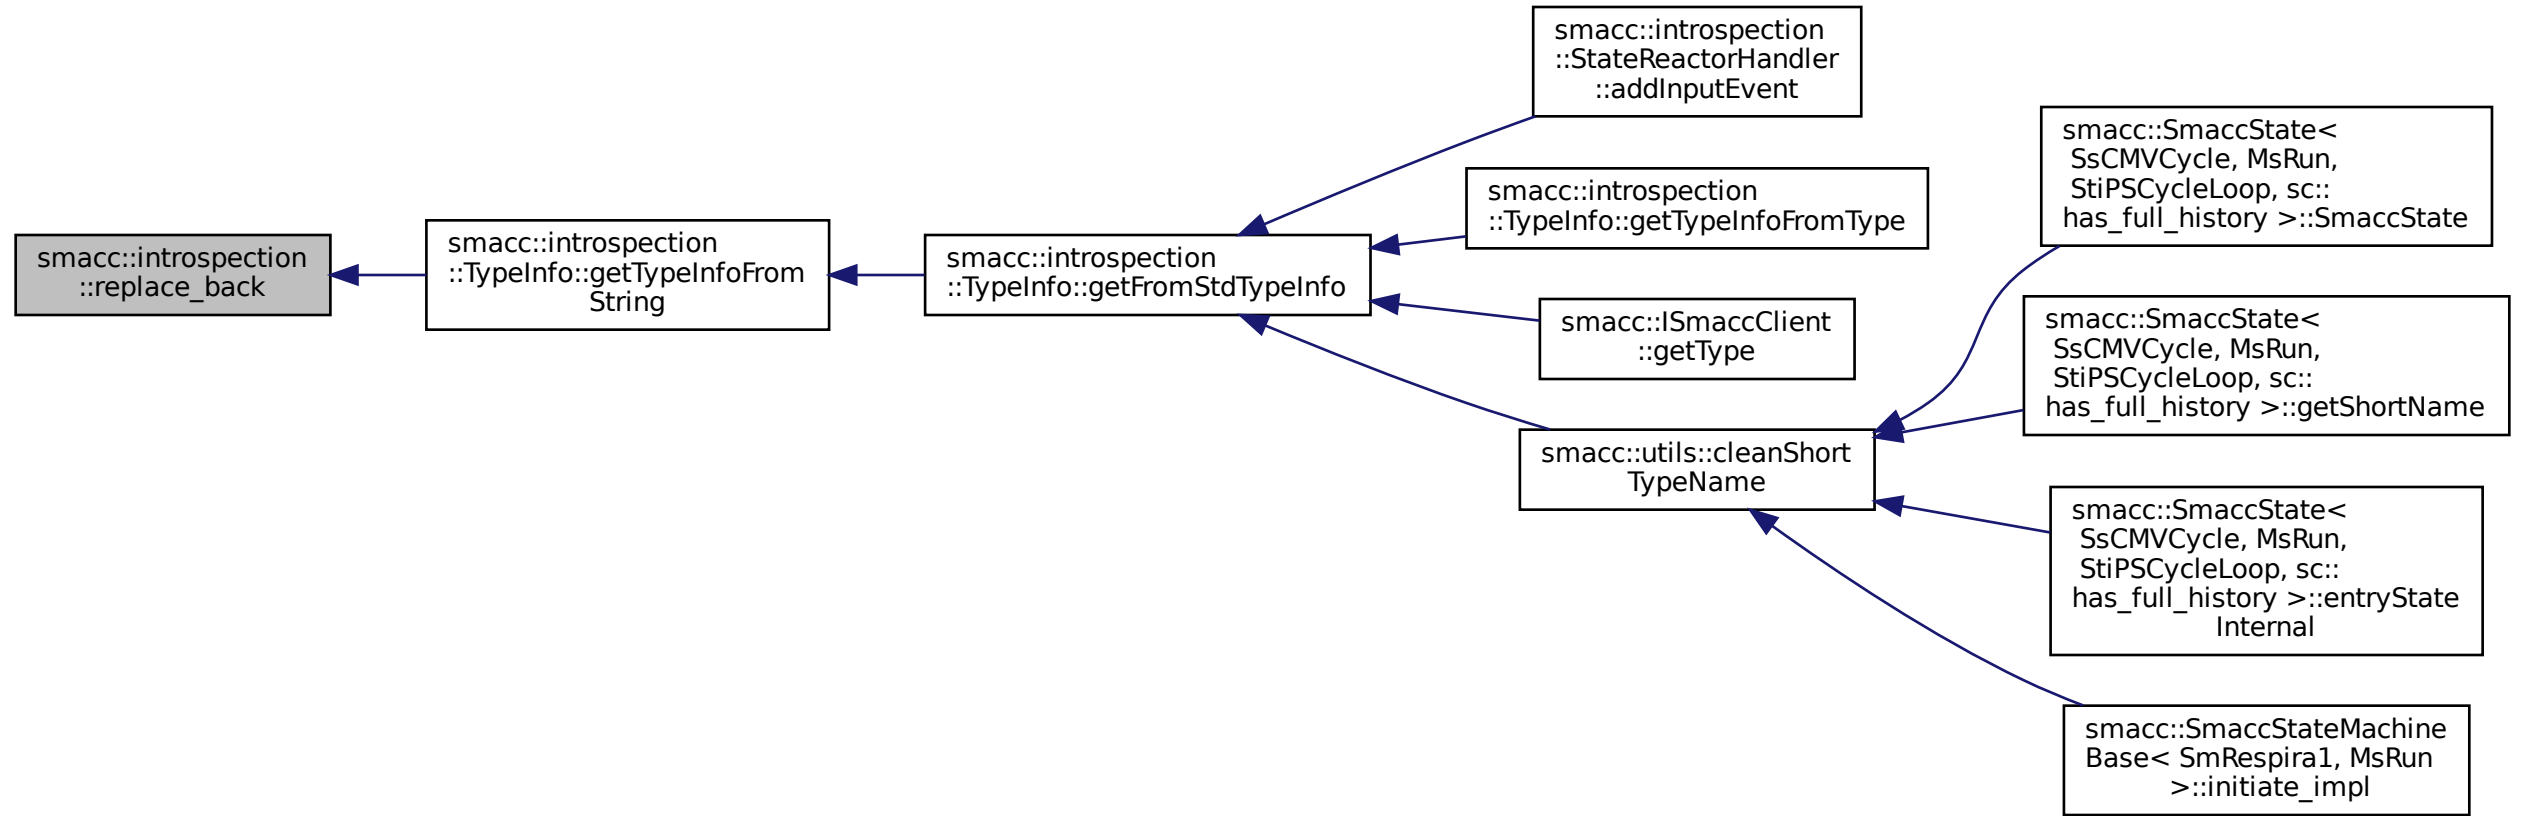 smacc::introspection
::replace_back
smacc::introspection
::TypeInfo::getTypeInfoFrom
String
smacc::introspection
::TypeInfo::getFromStdTypeInfo
smacc::introspection
::StateReactorHandler
::addInputEvent
smacc::introspection
::TypeInfo::getTypeInfoFromType
smacc::ISmaccClient
::getType
smacc::utils::cleanShort
TypeName
smacc::SmaccState<
SsCMVCycle, MsRun,
StiPSCycleLoop, sc::
has_full_history >::SmaccState
smacc::SmaccState<
SsCMVCycle, MsRun,
StiPSCycleLoop, sc::
has_full_history >::getShortName
smacc::SmaccState<
SsCMVCycle, MsRun,
StiPSCycleLoop, sc::
has_full_history >::entryState
Internal
smacc::SmaccStateMachine
Base< SmRespira1, MsRun
>::initiate_impl